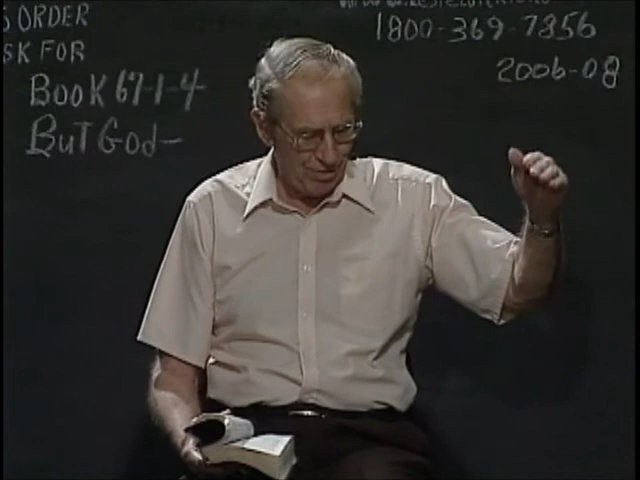 ORDER
SK FOR
BOOK 67-1-4
BUT GOD-
1800-369-7856
2006-08